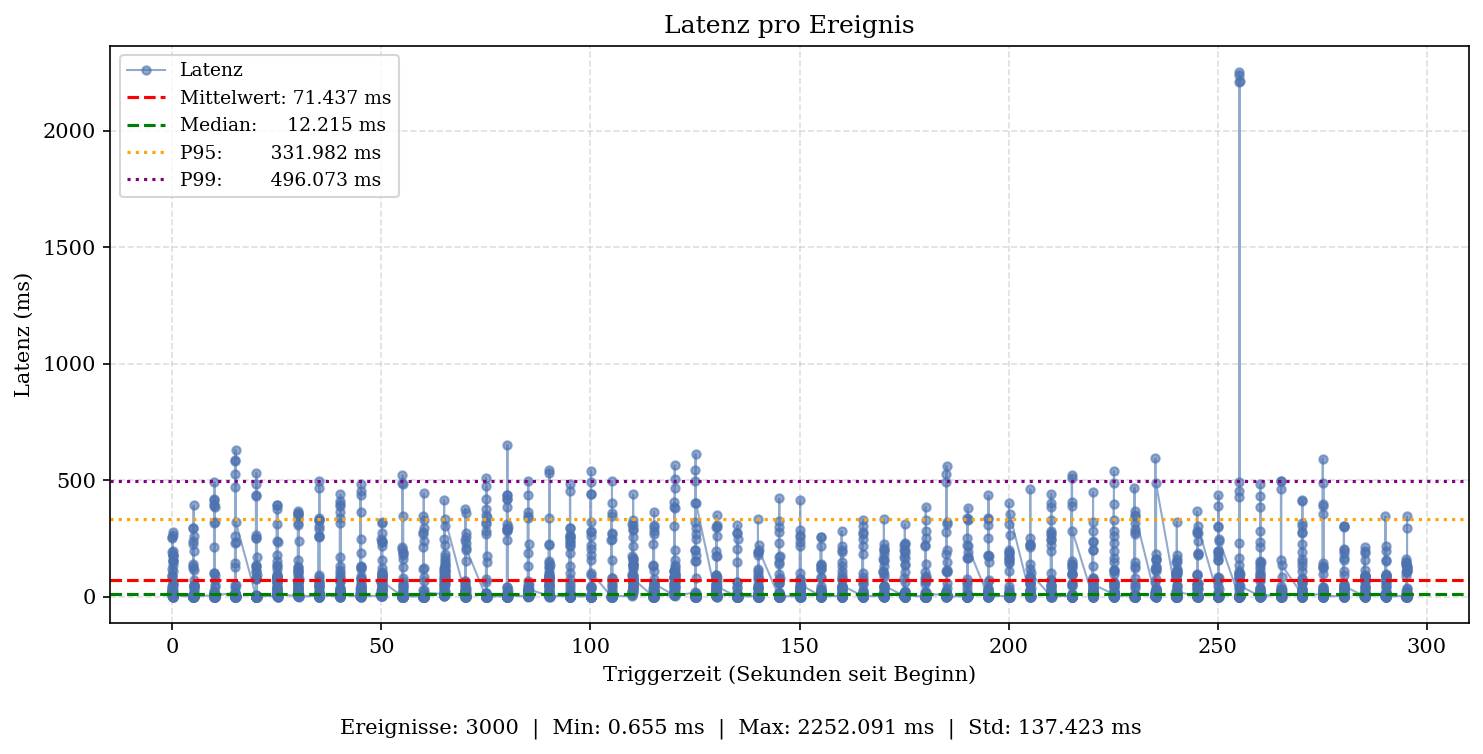 Latenz pro Ereignis
Latenz
Mittelwert: 71.437 ms
Median: 12.215 ms
P95: 331.982 ms
P99: 496.073 ms
Latenz (ms)
2000
1500
1000
500
0
0 50 100 150 200 250 300
Triggerzeit (Sekunden seit Beginn)
Ereignisse: 3000 | Min: 0.655 ms | Max: 2252.091 ms | Std: 137.423 ms